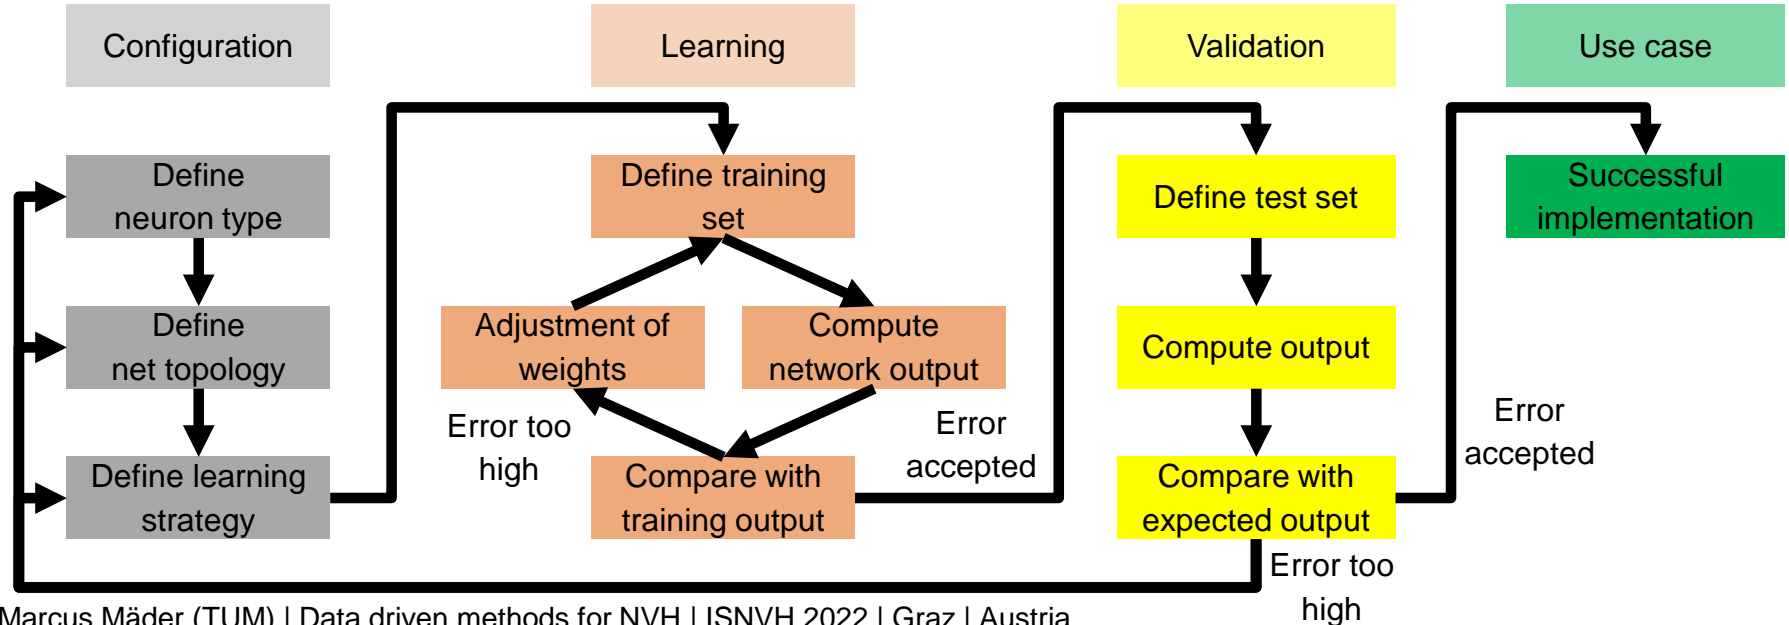 Configuration
Learning
Validation
Use case
Define
neuron type
Define
net topology
Define learning
strategy
Define training
set
Adjustment of
weights
Compute
network output
Error too
high
Error
accepted
Compare with
training output
Define test set
Compute output
Compare with
expected output
Error
accepted
Error too
high
Successful
implementation
Marcus Mäder (TUM) | Data driven methods for NVH | ISNVH 2022 | Graz | Austria